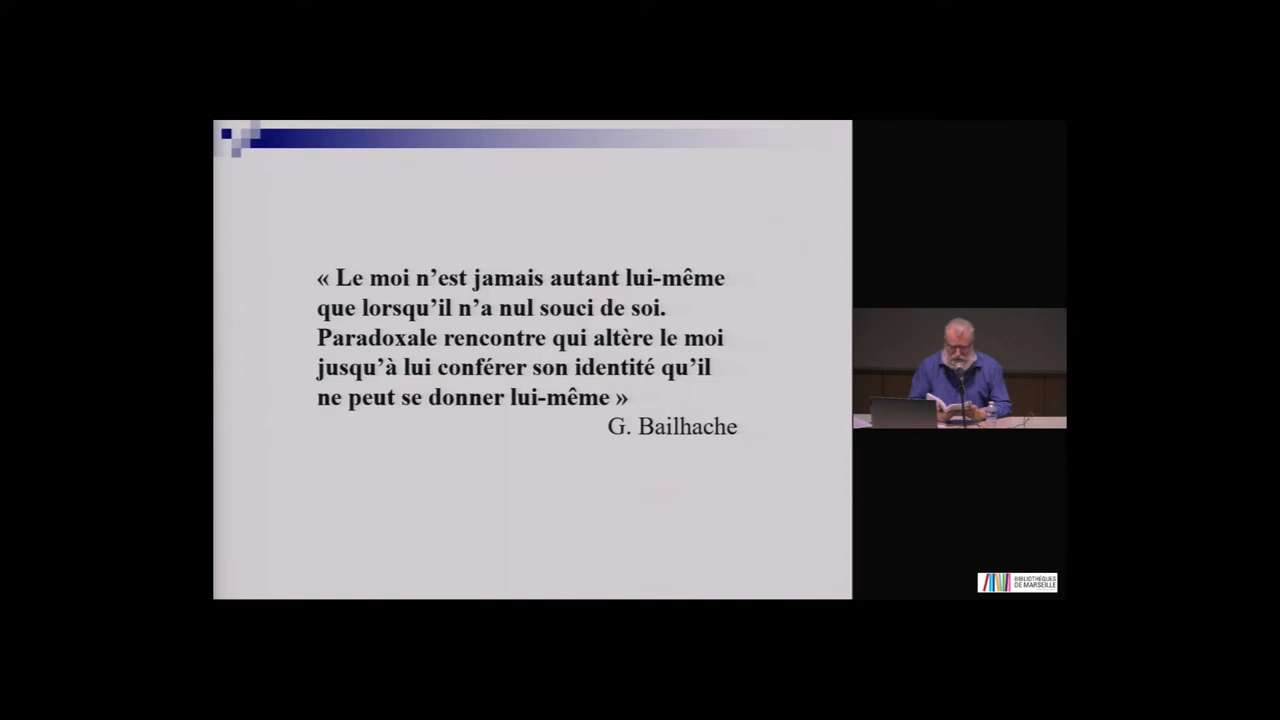 « Le moi n’est jamais autant lui-même
que lorsqu’il n’a nul souci de soi.
Paradoxale rencontre qui altère le moi
jusqu’à lui conférer son identité qu’il
ne peut se donner lui-même »
G. Bailhache
BIBLIOTHÈQUES
DE MARSEILLE